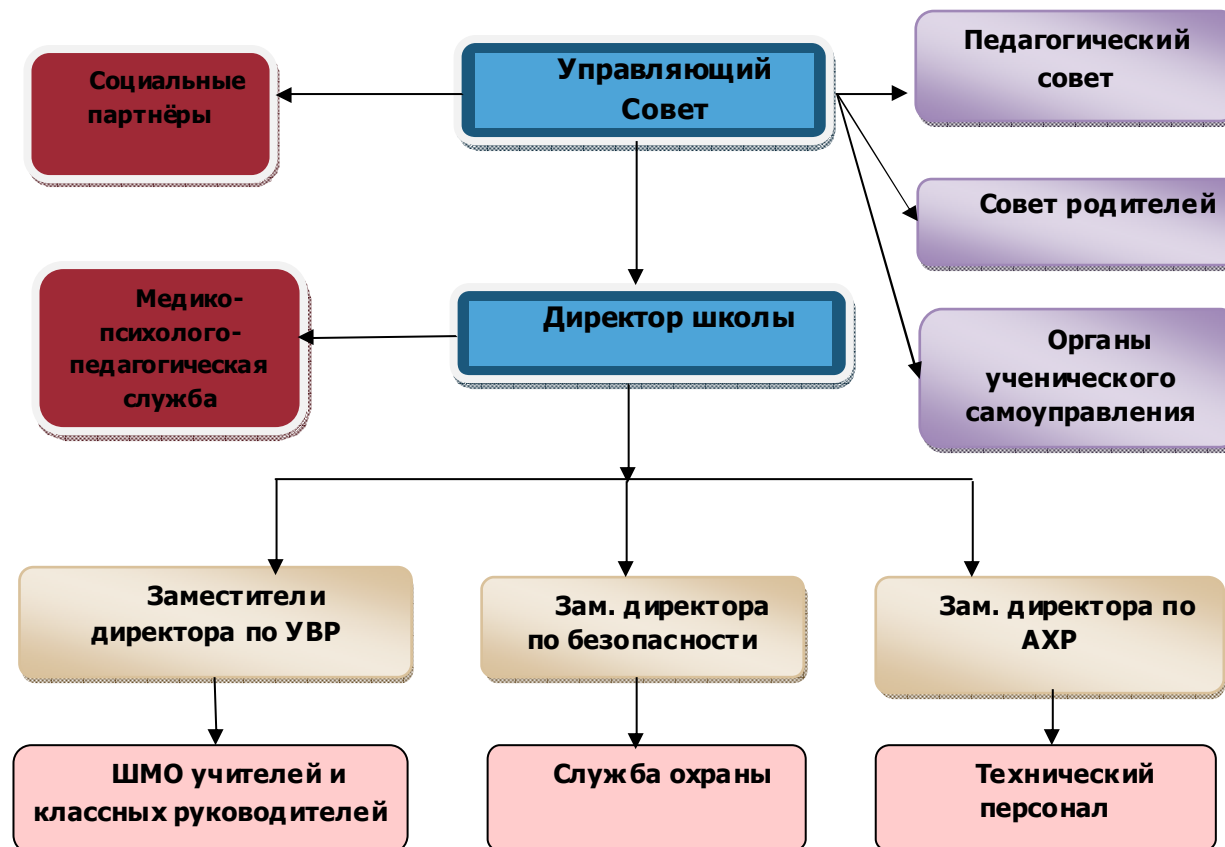 Социальные
партнёры
Управляющий
Совет
Педагогический
совет
Совет родителей
Медико-
психолого-
педагогическая
служба
Директор школы
Органы
ученического
самоуправления
Заместители
директора по УВР
Зам. директора
по безопасности
Зам. директора по
АХР
ШМО учителей и
классных руководителей
Служба охраны
Технический
персонал